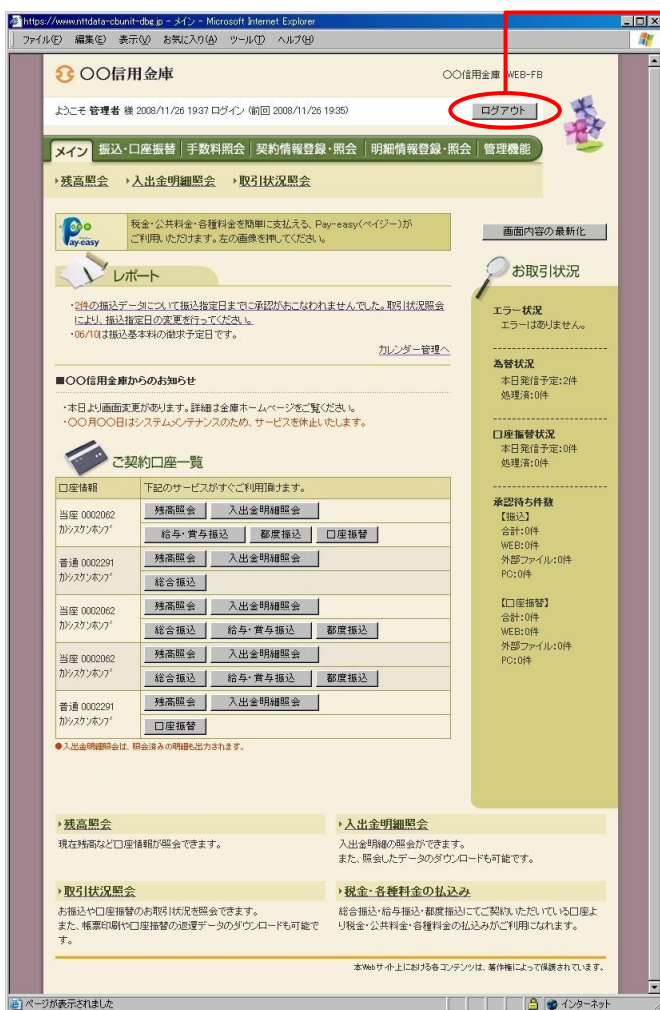 https://www.nttdata-cbunit-dbg.jp - メイン - Microsoft Internet Explorer
ファイル(F) 編集(E) 表示(V) お気に入り(A) ツール(T) ヘルプ(H)
〇〇信用金庫
〇〇信用金庫 WEB-FB
ようこそ 管理者 様 2008/11/26 19:37 ログイン (前回 2008/11/26 19:35)
ログアウト
メイン 振込・口座振替 手数料照会 契約情報登録・照会 明細情報登録・照会 管理機能
残高照会 入出金明細照会 取引状況照会
Pay-easy
税金・公共料金・各種料金を簡単に支払える、Pay-easy(ペイジー)が
ご利用いただけます。左の画像を押してください。
画面内容の最新化
レポート
・2件の振込データについて振込指定日までに承認がおこなわれませんでした。取引状況照会
により、振込指定日の変更を行ってください。
・06/10は振込基本料の徴求予定日です。
カレンダー管理へ
■〇〇信用金庫からのお知らせ
・本日より画面変更があります。詳細は金庫ホームページをご覧ください。
・〇〇月〇〇日はシステムメンテナンスのため、サービスを休止いたします。
ご契約口座一覧
口座情報 下記のサービスがすぐご利用頂けます。
当座 0002062
カシスケンホンブ
残高照会 入出金明細照会
給与・賞与振込 都度振込 口座振替
普通 0002291
カシスケンホンブ
残高照会 入出金明細照会
総合振込
当座 0002062
カシスケンホンブ
残高照会 入出金明細照会
総合振込 給与・賞与振込 都度振込
当座 0002062
カシスケンホンブ
残高照会 入出金明細照会
総合振込 給与・賞与振込 都度振込
普通 0002291
カシスケンホンブ
残高照会 入出金明細照会
口座振替
●入出金明細照会は、照会済みの明細も出力されます。
お取引状況
エラー状況
エラーはありません。
為替状況
本日発信予定:2件
処理済:0件
口座振替状況
本日発信予定:0件
処理済:0件
承認待ち件数
【振込】
合計:0件
WEB:0件
外部ファイル:0件
PC:0件
【口座振替】
合計:0件
WEB:0件
外部ファイル:0件
PC:0件
残高照会
現在残高など口座情報が照会できます。
入出金明細照会
入出金明細の照会ができます。
また、照会したデータのダウンロードも可能です。
取引状況照会
お振込や口座振替のお取引状況を照会できます。
また、帳票印刷や口座振替の返還データのダウンロードも可能で
す。
税金・各種料金の払込み
総合振込・給与振込・都度振込にてご契約いただいている口座よ
り税金・公共料金・各種料金の払込みがご利用になれます。
本Webサイト上における各コンテンツは、著作権によって保護されています。
ページが表示されました
インターネット